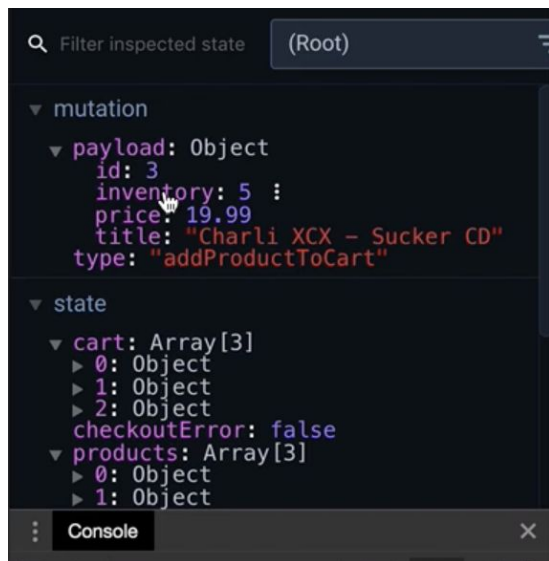 Filter inspected state
(Root)
mutation
payload: Object
id: 3
inventory: 5
price: 19.99
title: "Charli XCX – Sucker CD"
type: "addProductToCart"
state
cart: Array[3]
0: Object
1: Object
2: Object
checkoutError: false
products: Array[3]
0: Object
1: Object
Console